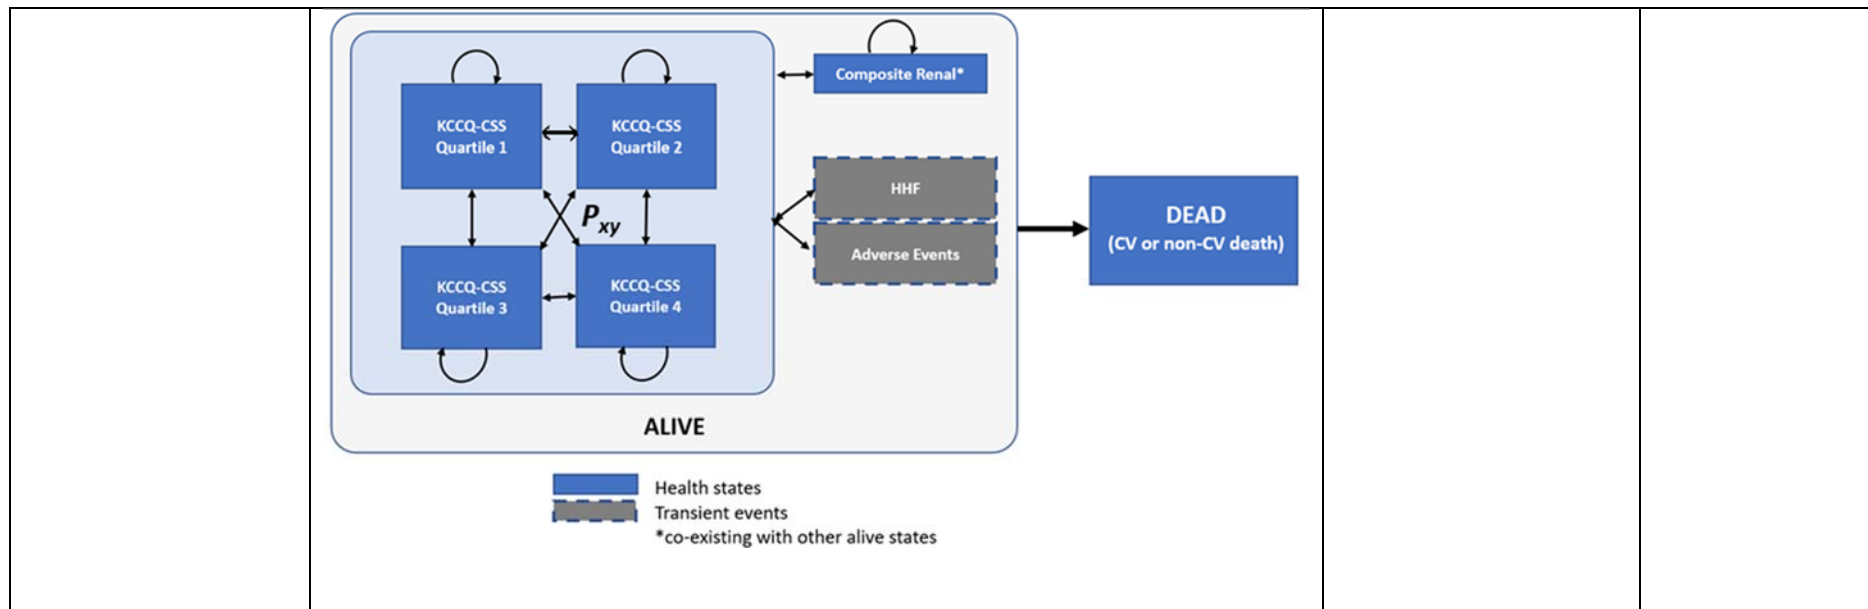 Composite Renal*
KCCQ-CSS
Quartile 1
KCCQ-CSS
Quartile 2
HHF
Pxy
Adverse Events
KCCQ-CSS
Quartile 3
KCCQ-CSS
Quartile 4
ALIVE
DEAD
(CV or non-CV death)
Health states
Transient events
*co-existing with other alive states